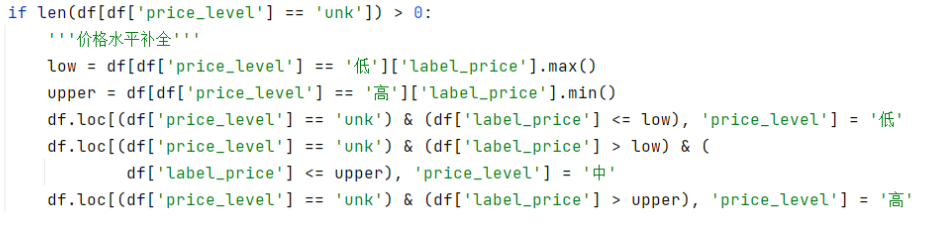 if len(df[df['price_level'] == 'unk']) > 0:
    '''价格水平补全'''
    low = df[df['price_level'] == '低']['label_price'].max()
    upper = df[df['price_level'] == '高']['label_price'].min()
    df.loc[(df['price_level'] == 'unk') & (df['label_price'] <= low), 'price_level'] = '低'
    df.loc[(df['price_level'] == 'unk') & (df['label_price'] > low) & (
            df['label_price'] <= upper), 'price_level'] = '中'
    df.loc[(df['price_level'] == 'unk') & (df['label_price'] > upper), 'price_level'] = '高'